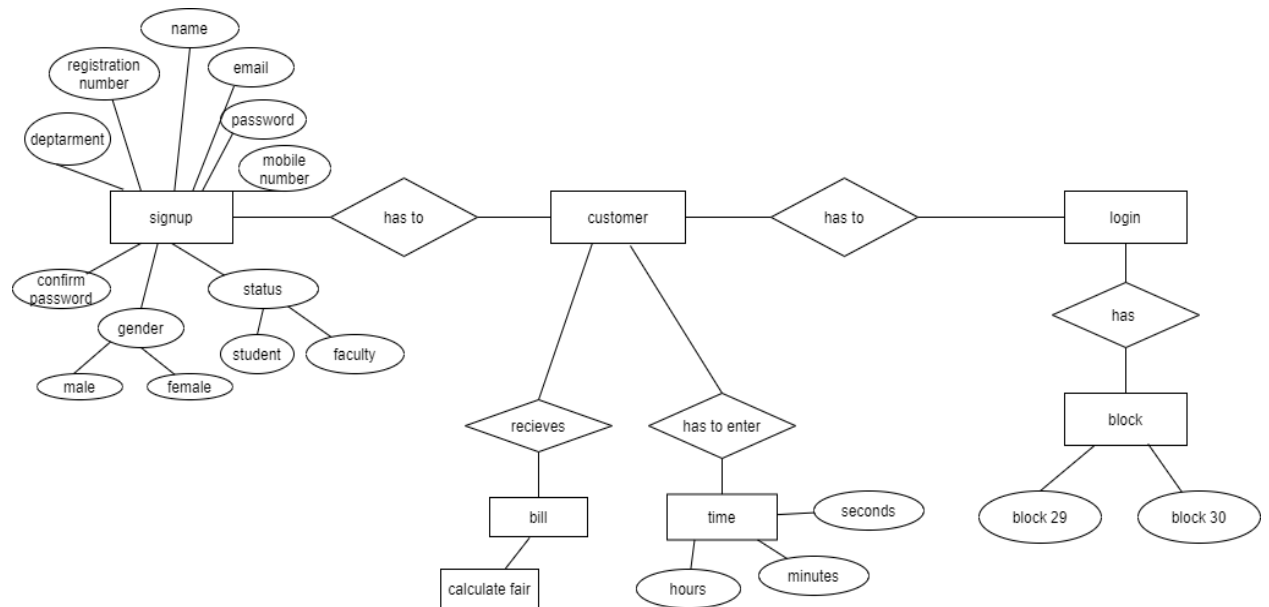 name
registration
number
email
deptarment
password
mobile
number
signup
has to
customer
has to
login
confirm
password
status
has
gender
student
faculty
male
female
recieves
has to enter
block
bill
time
seconds
block 29
block 30
calculate fair
hours
minutes